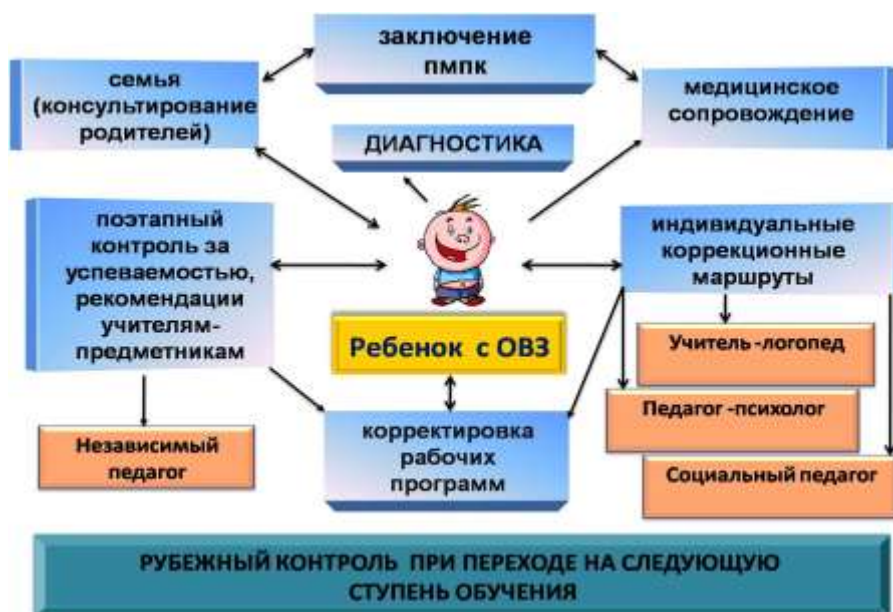 заключение
пмпк
семья
(консультирование
родителей)
медицинское
сопровождение
ДИАГНОСТИКА
поэтапный
контроль за
успеваемостью,
рекомендации
учителям-
предметникам
индивидуальные
коррекционные
маршруты
Ребенок с ОВЗ
Учитель -логопед
Педагог -психолог
Социальный педагог
Независимый
педагог
корректировка
рабочих
программ
РУБЕЖНЫЙ КОНТРОЛЬ ПРИ ПЕРЕХОДЕ НА СЛЕДУЮЩУЮ
СТУПЕНЬ ОБУЧЕНИЯ